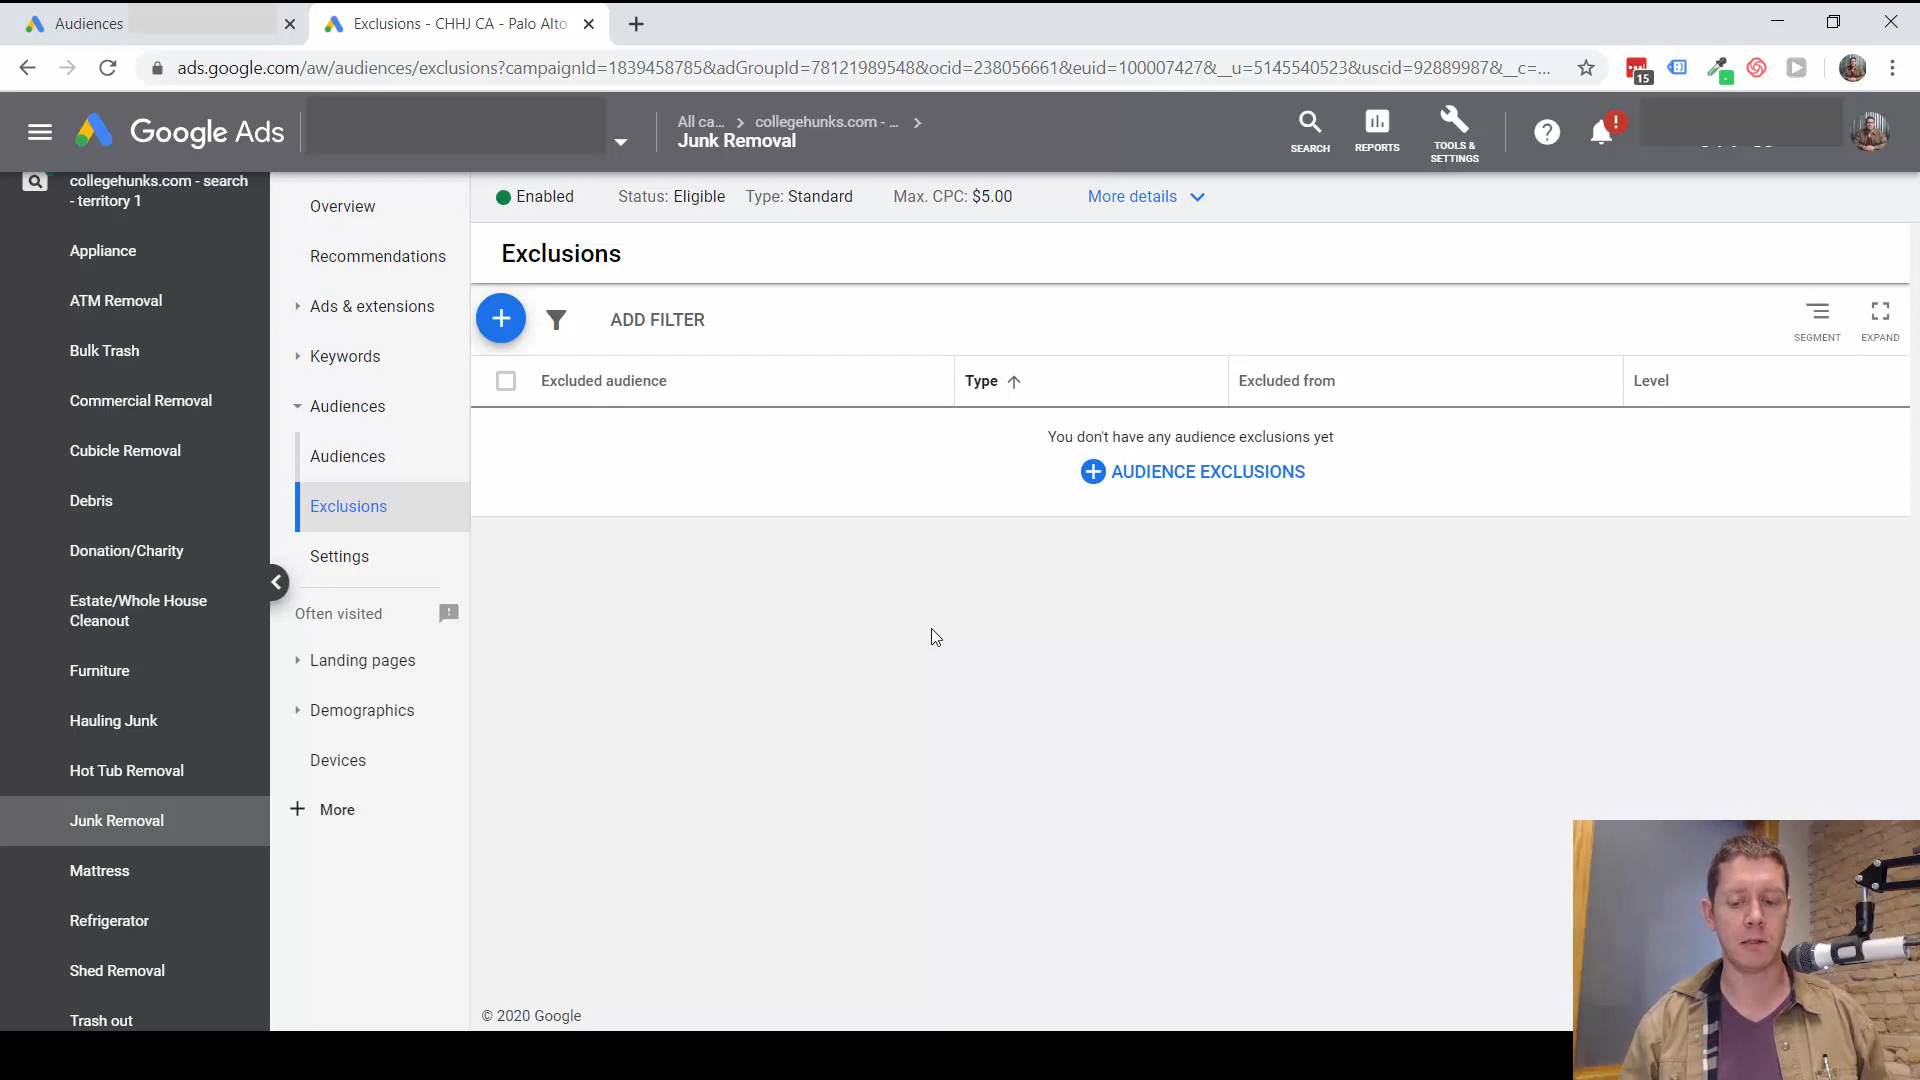 Audiences
Exclusions - CHHJ CA - Palo Alto
ads.google.com/aw/audiences/exclusions?campaignId=1839458785&adGroupId=78121989548&ocid=238056661&euid=100007427&__u=5145540523&uscid=92889987&__c=...
15
Google Ads
All ca...
collegehunks.com - ...
Junk Removal
SEARCH
REPORTS
TOOLS &
SETTINGS
collegehunks.com - search
- territory 1
Appliance
ATM Removal
Bulk Trash
Commercial Removal
Cubicle Removal
Debris
Donation/Charity
Estate/Whole House
Cleanout
Furniture
Hauling Junk
Hot Tub Removal
Junk Removal
Mattress
Refrigerator
Shed Removal
Trash out
Overview
Recommendations
Ads & extensions
Keywords
Audiences
Audiences
Exclusions
Settings
Often visited
Landing pages
Demographics
Devices
More
Enabled
Status: Eligible
Type: Standard
Max. CPC: $5.00
More details
Exclusions
ADD FILTER
SEGMENT
EXPAND
Excluded audience
Type
Excluded from
Level
You don't have any audience exclusions yet
AUDIENCE EXCLUSIONS
© 2020 Google